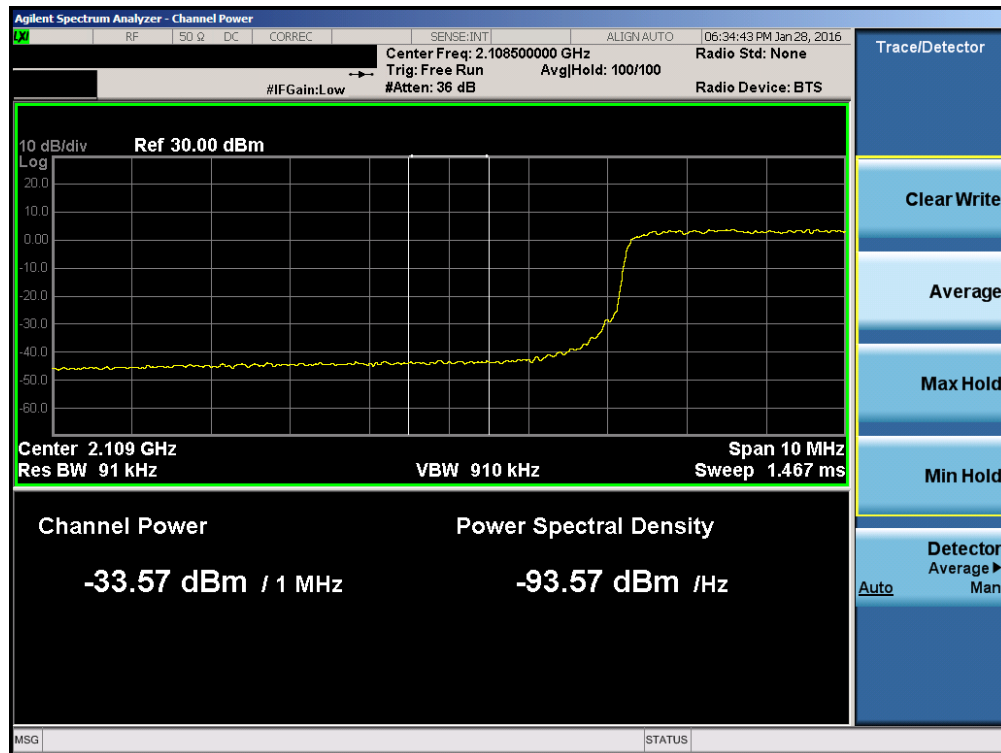 Agilent Spectrum Analyzer - Channel Power
LXI RF 50 Ω DC CORREC SENSE:INT ALIGN AUTO 06:34:43 PM Jan 28, 2016
Center Freq: 2.108500000 GHz Radio Std: None
Trig: Free Run Avg|Hold: 100/100
#IFGain:Low #Atten: 36 dB Radio Device: BTS
Trace/Detector
10 dB/div Ref 30.00 dBm
Log
20.0
10.0
0.00
-10.0
-20.0
-30.0
-40.0
-50.0
-60.0
Center 2.109 GHz Span 10 MHz
Res BW 91 kHz VBW 910 kHz Sweep 1.467 ms
Channel Power Power Spectral Density
-33.57 dBm / 1 MHz -93.57 dBm /Hz
Clear Write
Average
Max Hold
Min Hold
Detector
Average
Auto Man
MSG STATUS